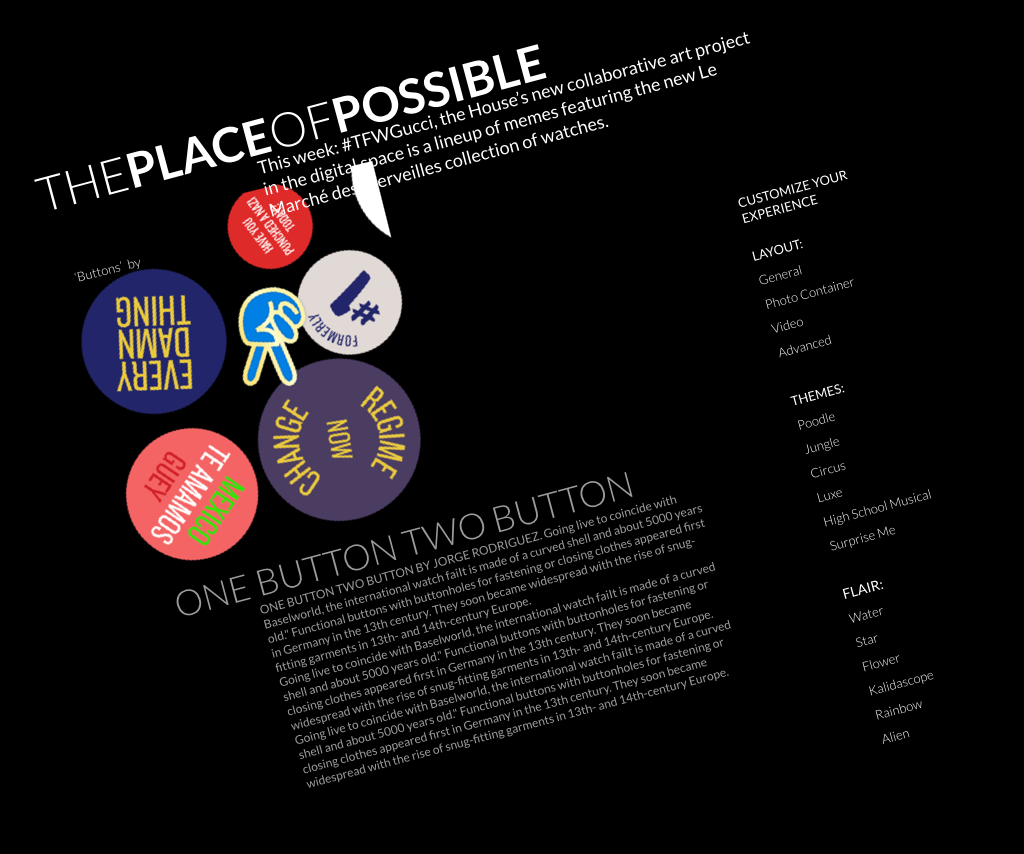 THEPLACEOFPOSSIBLE
This week: #TFWGucci, the House's new collaborative art project
in the digital space is a lineup of memes featuring the new Le
Marché des Merveilles collection of watches.
'Buttons' by
HAVE YOU
PUNCHED A NAZI
TODAY
#1
FORMERLY
EVERY
DAMN
THING
REGIME
CHANGE
NOW
MEXICO
TE AMAMOS
GUEY
ONE BUTTON TWO BUTTON
ONE BUTTON TWO BUTTON BY JORGE RODRIGUEZ. Going live to coincide with
Baselworld, the international watch failt is made of a curved shell and about 5000 years
old." Functional buttons with buttonholes for fastening or closing clothes appeared first
in Germany in the 13th century. They soon became widespread with the rise of snug-
fitting garments in 13th- and 14th-century Europe.
Going live to coincide with Baselworld, the international watch failt is made of a curved
shell and about 5000 years old." Functional buttons with buttonholes for fastening or
closing clothes appeared first in Germany in the 13th century. They soon became
widespread with the rise of snug-fitting garments in 13th- and 14th-century Europe.
Going live to coincide with Baselworld, the international watch failt is made of a curved
shell and about 5000 years old." Functional buttons with buttonholes for fastening or
closing clothes appeared first in Germany in the 13th century. They soon became
widespread with the rise of snug-fitting garments in 13th- and 14th-century Europe.
CUSTOMIZE YOUR
EXPERIENCE
LAYOUT:
General
Photo Container
Video
Advanced
THEMES:
Poodle
Jungle
Circus
Luxe
High School Musical
Surprise Me
FLAIR:
Water
Star
Flower
Kalidascope
Rainbow
Alien